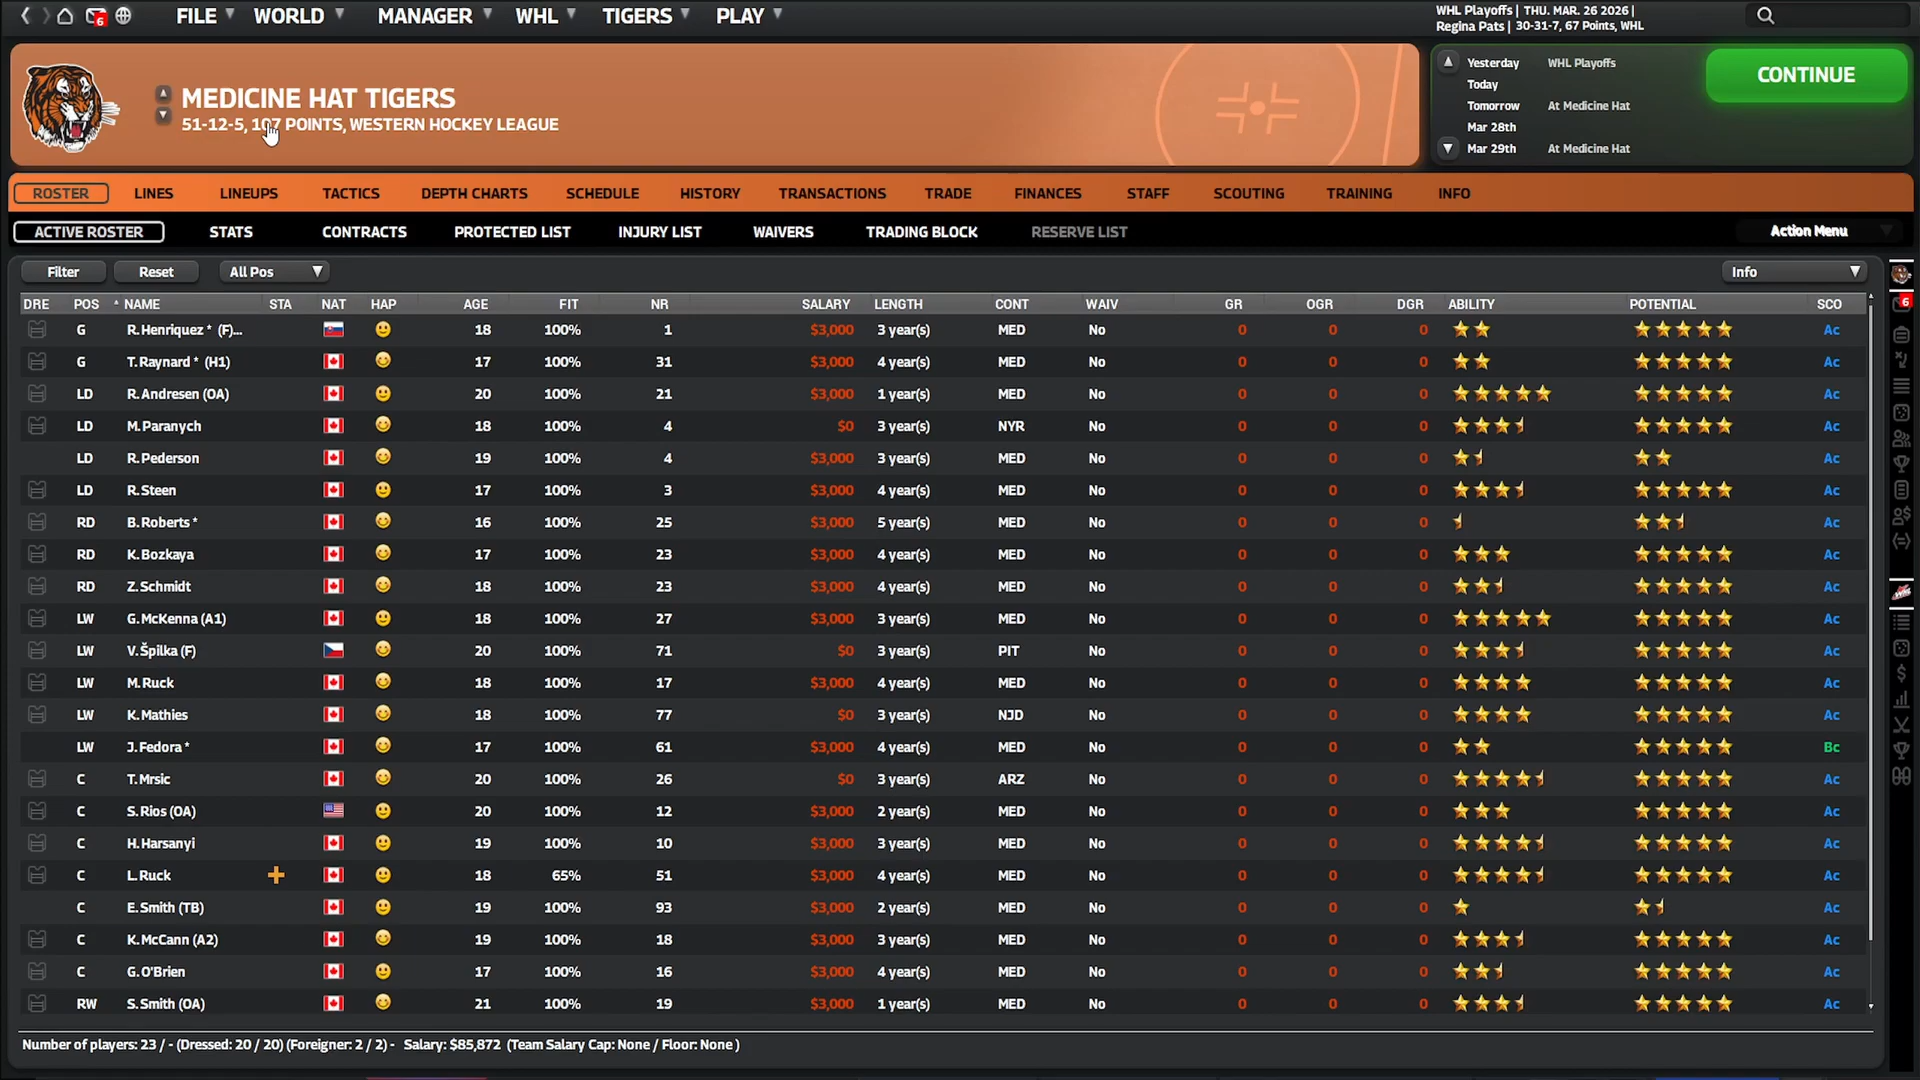 FILE WORLD MANAGER WHL TIGERS PLAY
6
WHL Playoffs | THU. MAR. 26 2026 |
Regina Pats | 30-31-7, 67 Points, WHL
MEDICINE HAT TIGERS
51-12-5, 107 POINTS, WESTERN HOCKEY LEAGUE
Yesterday WHL Playoffs
Today
Tomorrow At Medicine Hat
Mar 28th
Mar 29th At Medicine Hat
CONTINUE
ROSTER LINES LINEUPS TACTICS DEPTH CHARTS SCHEDULE HISTORY TRANSACTIONS TRADE FINANCES STAFF SCOUTING TRAINING INFO
ACTIVE ROSTER STATS CONTRACTS PROTECTED LIST INJURY LIST WAIVERS TRADING BLOCK RESERVE LIST Action Menu
Filter Reset All Pos Info
DRE POS NAME STA NAT HAP AGE FIT NR SALARY LENGTH CONT WAIV GR OGR DGR ABILITY POTENTIAL SCO
G R. Henriquez * (F)... 18 100% 1 $3,000 3 year(s) MED No 0 0 0 Ac
G T. Raynard * (H1) 17 100% 31 $3,000 4 year(s) MED No 0 0 0 Ac
LD R. Andresen (OA) 20 100% 21 $3,000 1 year(s) MED No 0 0 0 Ac
LD M. Paranych 18 100% 4 $0 3 year(s) NYR No 0 0 0 Ac
LD R. Pederson 19 100% 4 $3,000 3 year(s) MED No 0 0 0 Ac
LD R. Steen 17 100% 3 $3,000 4 year(s) MED No 0 0 0 Ac
RD B. Roberts * 16 100% 25 $3,000 5 year(s) MED No 0 0 0 Ac
RD K. Bozkaya 17 100% 23 $3,000 4 year(s) MED No 0 0 0 Ac
RD Z. Schmidt 18 100% 23 $3,000 4 year(s) MED No 0 0 0 Ac
LW G. McKenna (A1) 18 100% 27 $3,000 3 year(s) MED No 0 0 0 Ac
LW V. Špilka (F) 20 100% 71 $0 3 year(s) PIT No 0 0 0 Ac
LW M. Ruck 18 100% 17 $3,000 4 year(s) MED No 0 0 0 Ac
LW K. Mathies 18 100% 77 $0 3 year(s) NJD No 0 0 0 Ac
LW J. Fedora * 17 100% 61 $3,000 4 year(s) MED No 0 0 0 Bc
C T. Mrsic 20 100% 26 $0 3 year(s) ARZ No 0 0 0 Ac
C S. Rios (OA) 20 100% 12 $3,000 2 year(s) MED No 0 0 0 Ac
C H. Harsanyi 19 100% 10 $3,000 3 year(s) MED No 0 0 0 Ac
C L. Ruck 18 65% 51 $3,000 4 year(s) MED No 0 0 0 Ac
C E. Smith (TB) 19 100% 93 $3,000 2 year(s) MED No 0 0 0 Ac
C K. McCann (A2) 19 100% 18 $3,000 3 year(s) MED No 0 0 0 Ac
C G. O'Brien 17 100% 16 $3,000 4 year(s) MED No 0 0 0 Ac
RW S. Smith (OA) 21 100% 19 $3,000 1 year(s) MED No 0 0 0 Ac
6
Number of players: 23 / - (Dressed: 20 / 20) (Foreigner: 2 / 2) - Salary: $85,872 (Team Salary Cap: None / Floor: None )